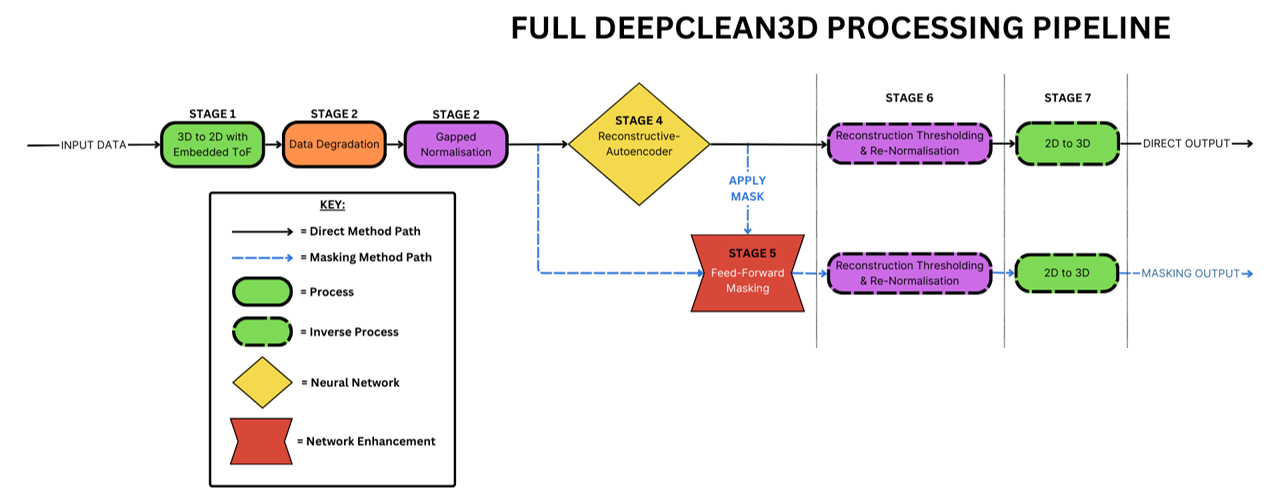 FULL DEEPCLEAN3D PROCESSING PIPELINE
STAGE 1
STAGE 2
STAGE 2
STAGE 4
STAGE 6
STAGE 7
INPUT DATA
3D to 2D with
Embedded ToF
Data Degradation
Gapped
Normalisation
Reconstructive-
Autoencoder
Reconstruction Thresholding
& Re-Normalisation
2D to 3D
DIRECT OUTPUT
APPLY
MASK
STAGE 5
Feed-Forward
Masking
Reconstruction Thresholding
& Re-Normalisation
2D to 3D
MASKING OUTPUT
KEY:
= Direct Method Path
= Masking Method Path
= Process
= Inverse Process
= Neural Network
= Network Enhancement